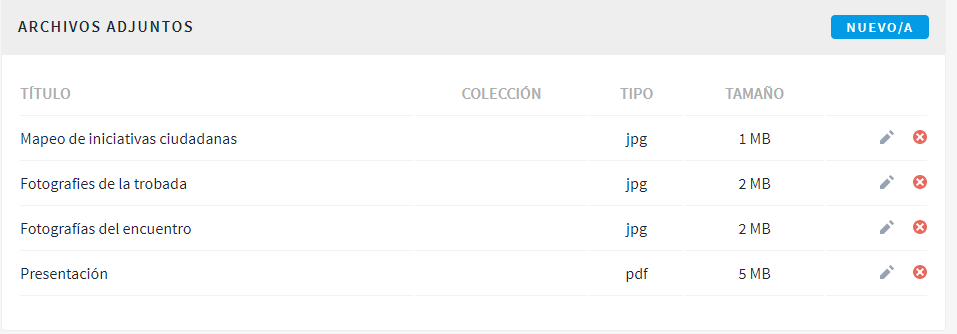 ARCHIVOS ADJUNTOS NUEVO/A
TÍTULO COLECCIÓN TIPO TAMAÑO
Mapeo de iniciativas ciudadanas jpg 1 MB
Fotografies de la trobada jpg 2 MB
Fotografías del encuentro jpg 2 MB
Presentación pdf 5 MB